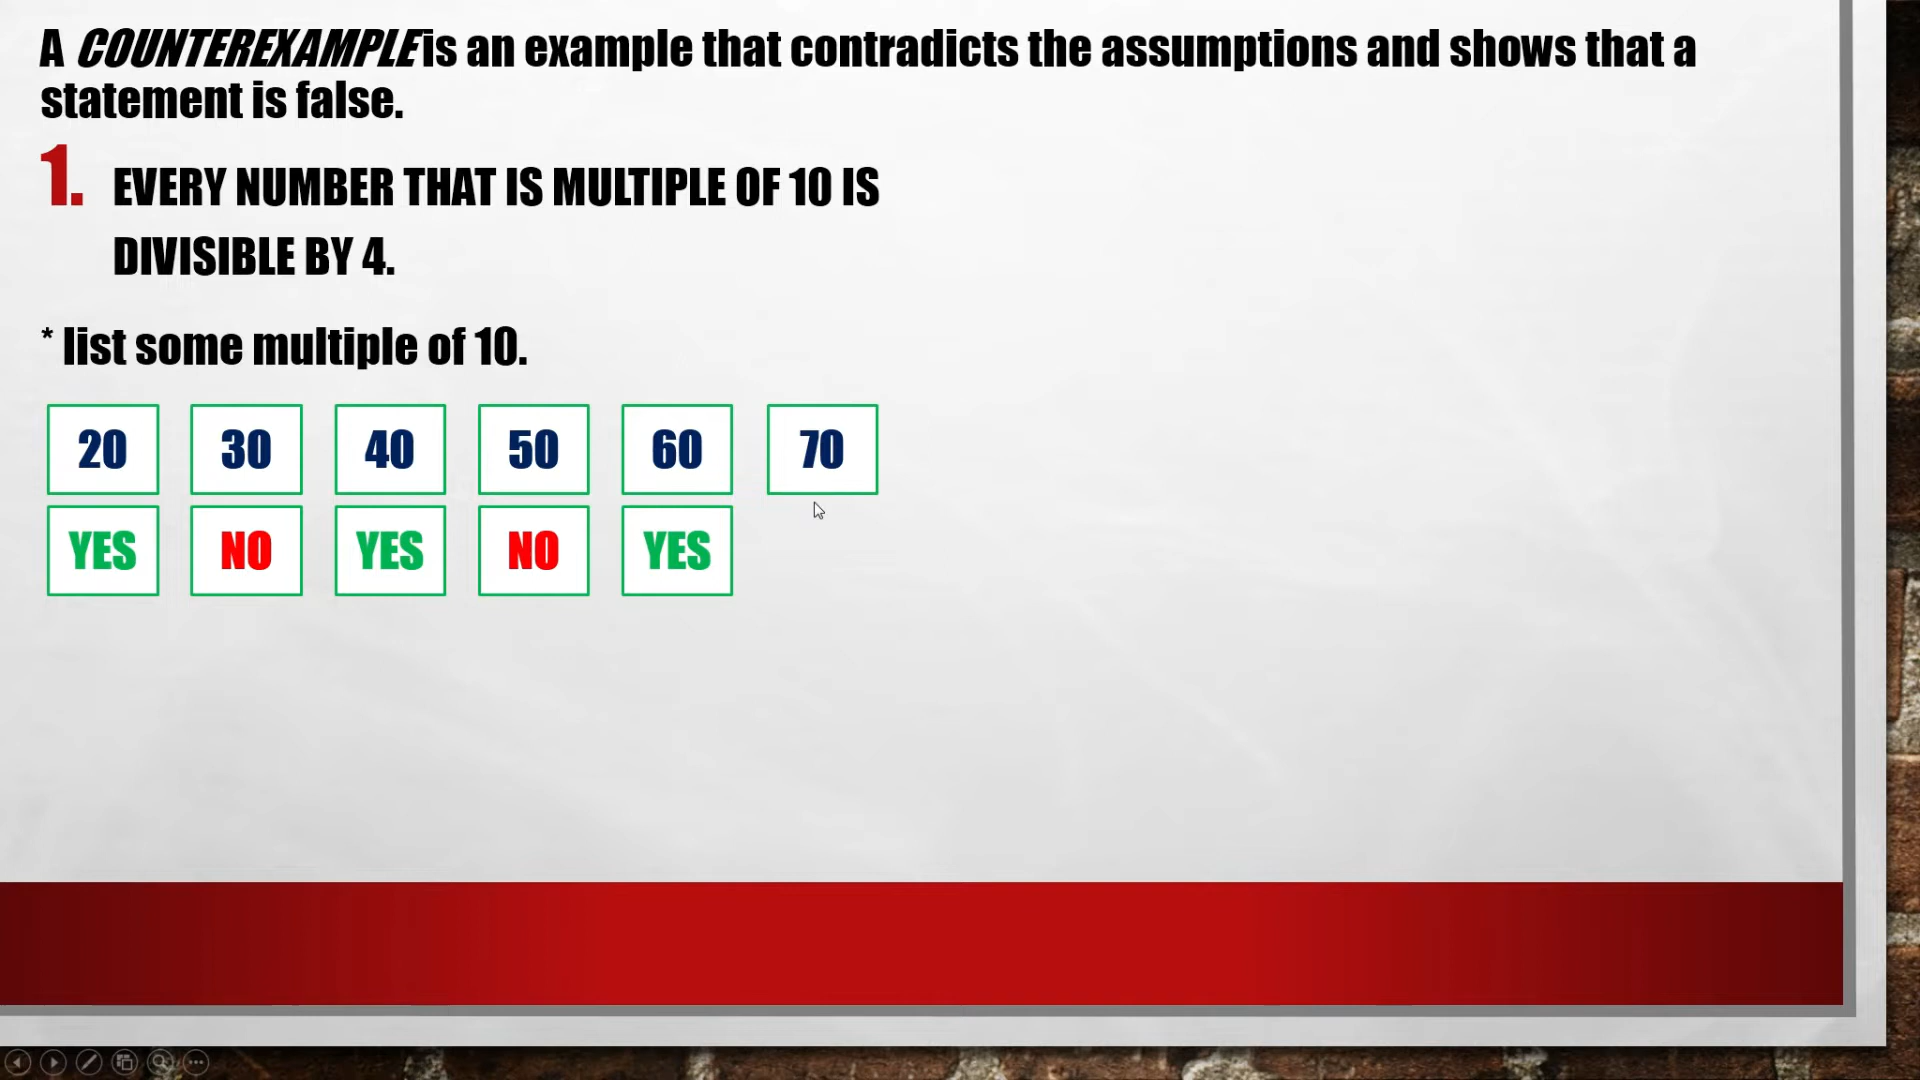 A COUNTEREXAMPLE is an example that contradicts the assumptions and shows that a
statement is false.
1. EVERY NUMBER THAT IS MULTIPLE OF 10 IS
DIVISIBLE BY 4.
* list some multiple of 10.
20 30 40 50 60 70
YES NO YES NO YES